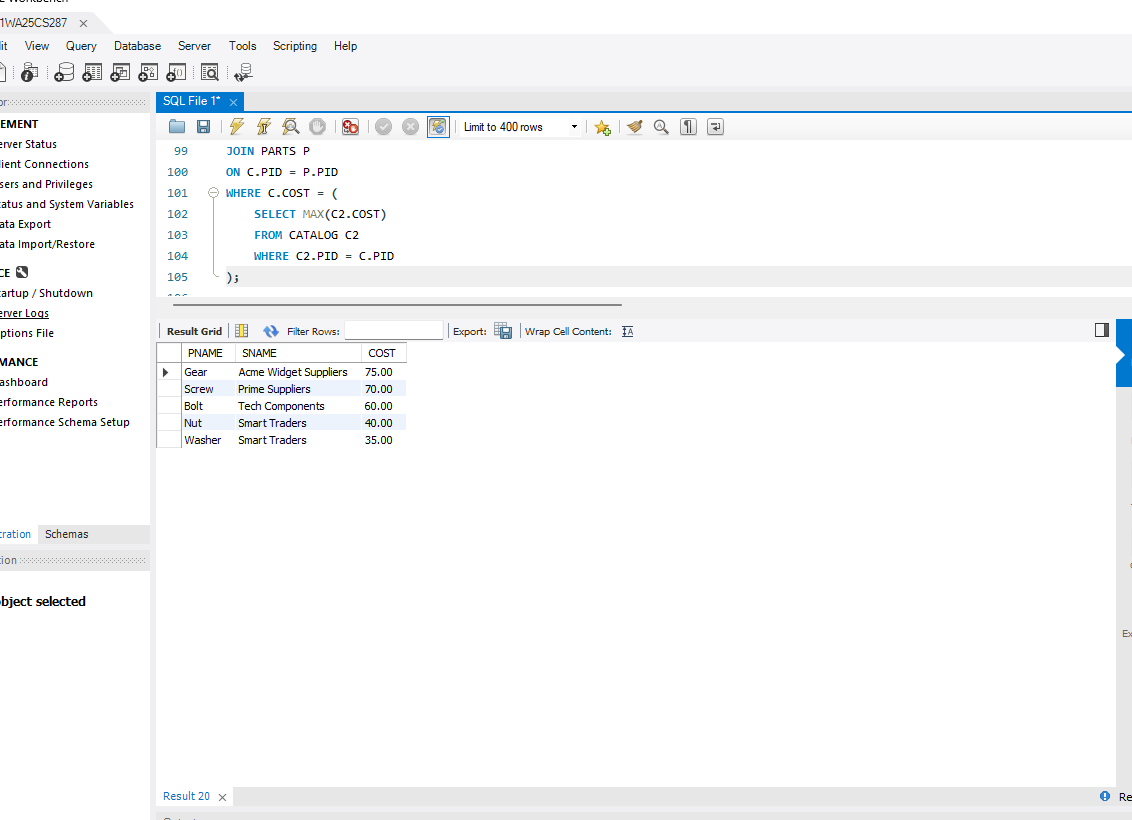 Workbench
1WA25CS287
it View Query Database Server Tools Scripting Help
or
SQL File 1*
EMENT
erver Status
lient Connections
sers and Privileges
tatus and System Variables
ata Export
ata Import/Restore
CE
tartup / Shutdown
erver Logs
ptions File
MANCE
ashboard
erformance Reports
erformance Schema Setup
tration Schemas
tion
bject selected
Limit to 400 rows
99 JOIN PARTS P
100 ON C.PID = P.PID
101 WHERE C.COST = (
102 SELECT MAX(C2.COST)
103 FROM CATALOG C2
104 WHERE C2.PID = C.PID
105 );
Result Grid Filter Rows: Export: Wrap Cell Content:
PNAME SNAME COST
Gear Acme Widget Suppliers 75.00
Screw Prime Suppliers 70.00
Bolt Tech Components 60.00
Nut Smart Traders 40.00
Washer Smart Traders 35.00
Ex
Result 20
Re